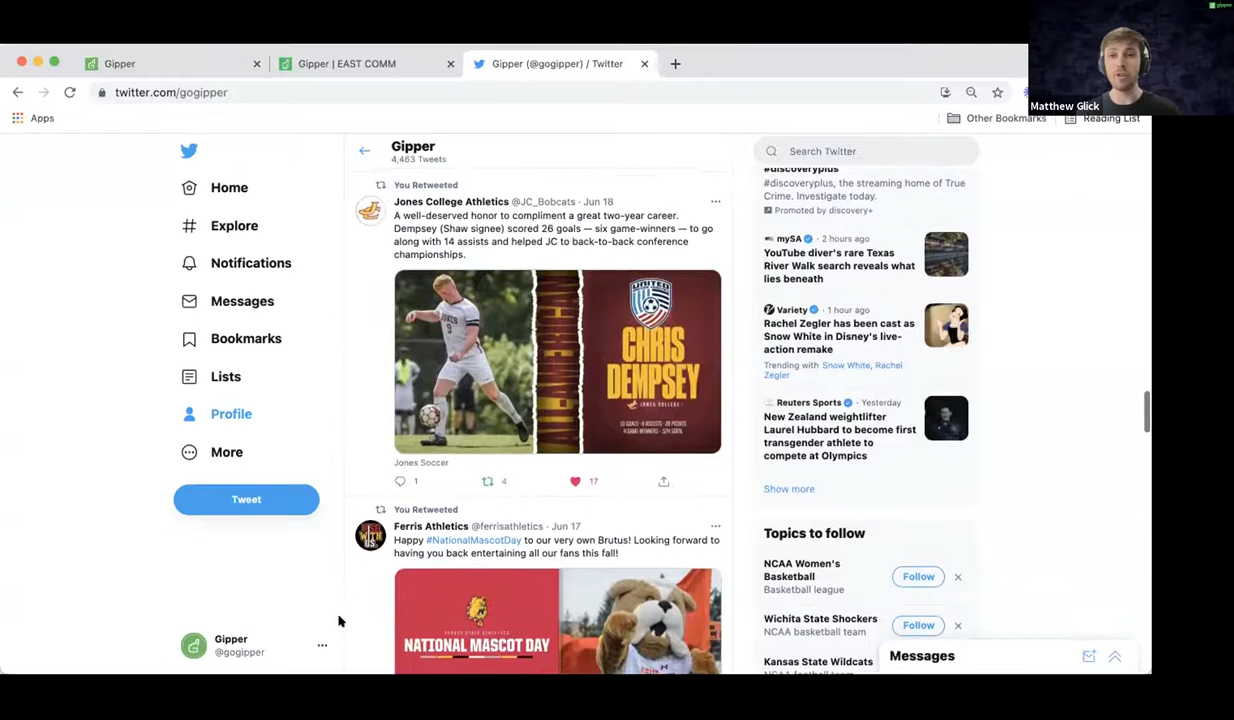 gipper
Matthew Glick
Gipper
Gipper | EAST COMM
Gipper (@gogipper) / Twitter
twitter.com/gogipper
Apps
Other Bookmarks
Reading List
Home
Explore
Notifications
Messages
Bookmarks
Lists
Profile
More
Tweet
Gipper
@gogipper
Gipper
4,463 Tweets
You Retweeted
Jones College Athletics @JC_Bobcats · Jun 18
A well-deserved honor to compliment a great two-year career.
Dempsey (Shaw signee) scored 26 goals — six game-winners — to go
along with 14 assists and helped JC to back-to-back conference
championships.
JONES
9
UNITED
CHRIS
DEMPSEY
JONES COLLEGE
Jones Soccer
1
4
17
You Retweeted
Ferris Athletics @ferrisathletics · Jun 17
Happy #NationalMascotDay to our very own Brutus! Looking forward to
having you back entertaining all our fans this fall!
FERRIS STATE ATHLETICS
NATIONAL MASCOT DAY
Search Twitter
#discoveryplus
#discoveryplus, the streaming home of True
Crime. Investigate today.
Promoted by discovery+
mySA · 2 hours ago
YouTube diver's rare Texas
River Walk search reveals what
lies beneath
Variety · 1 hour ago
Rachel Zegler has been cast as
Snow White in Disney's live-
action remake
Trending with Snow White, Rachel
Zegler
Reuters Sports · Yesterday
New Zealand weightlifter
Laurel Hubbard to become first
transgender athlete to
compete at Olympics
Show more
Topics to follow
NCAA Women's
Basketball
Basketball league
Follow
Wichita State Shockers
NCAA basketball team
Follow
Kansas State Wildcats
Messages